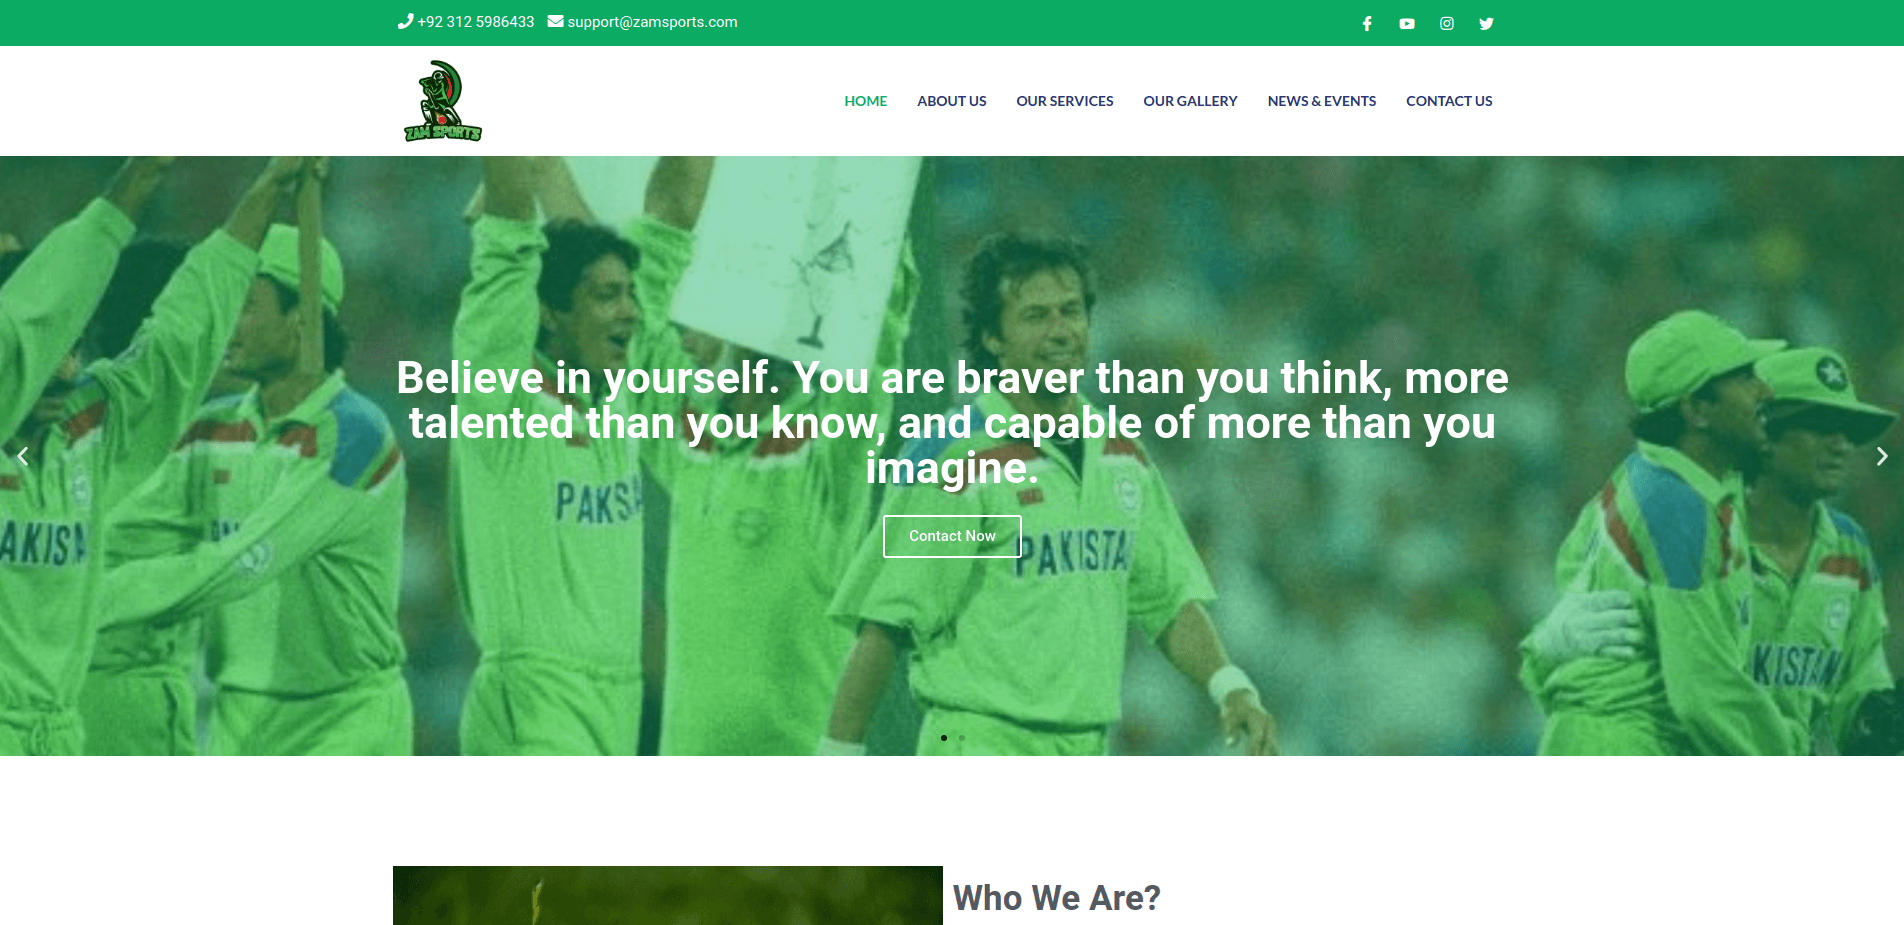 +92 312 5986433 support@zamsports.com
ZAM SPORTS
HOME ABOUT US OUR SERVICES OUR GALLERY NEWS & EVENTS CONTACT US
Believe in yourself. You are braver than you think, more
talented than you know, and capable of more than you
imagine.
Contact Now
AKIS
PAKS
PAKISTA
KISTAN
Who We Are?